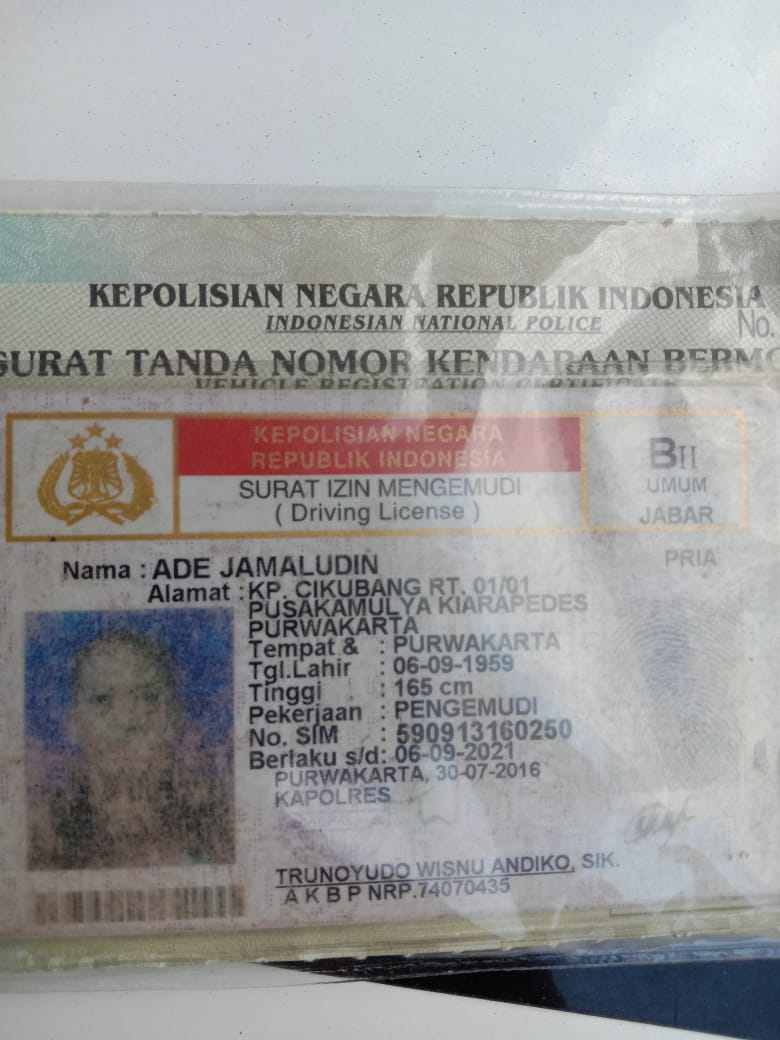 KEPOLISIAN NEGARA REPUBLIK INDONESIA
INDONESIAN NATIONAL POLICE
No.
SURAT TANDA NOMOR KENDARAAN BERMO
VEHICLE REGISTRATION CERTIFICATE
KEPOLISIAN NEGARA
REPUBLIK INDONESIA
SURAT IZIN MENGEMUDI
( Driving License )
BII
UMUM
JABAR
PRIA
Nama : ADE JAMALUDIN
Alamat : KP. CIKUBANG RT. 01/01
PUSAKAMULYA KIARAPEDES
PURWAKARTA
Tempat & : PURWAKARTA
Tgl.Lahir : 06-09-1959
Tinggi : 165 cm
Pekerjaan : PENGEMUDI
No. SIM : 590913160250
Berlaku s/d: 06-09-2021
PURWAKARTA, 30-07-2016
KAPOLRES
TRUNOYUDO WISNU ANDIKO, SIK.
A K B P NRP.74070435